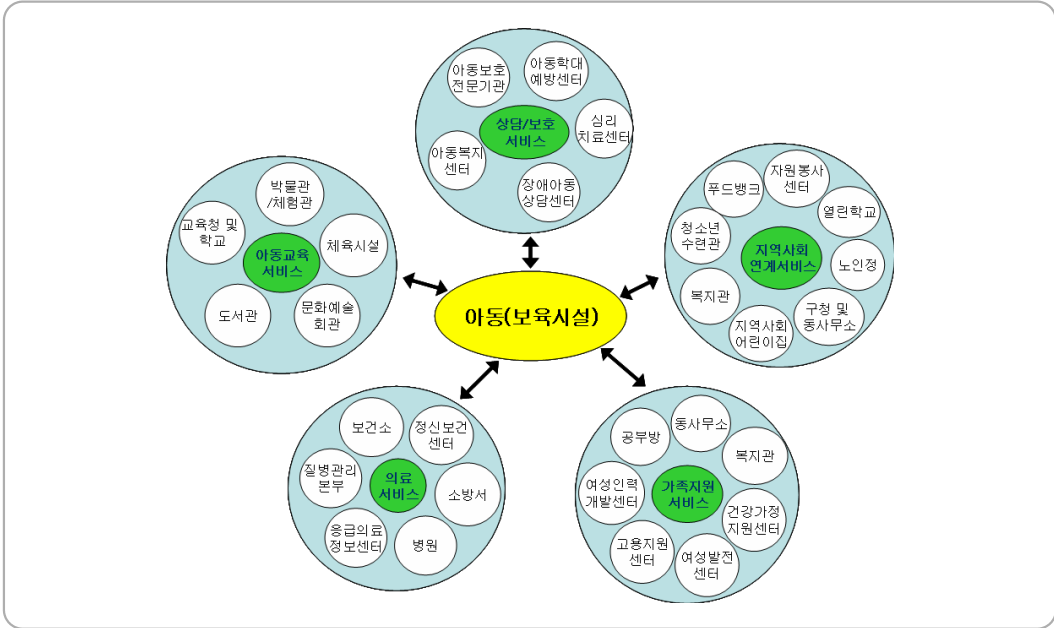 아동보호
전문기관
아동학대
예방센터
상담/보호
서비스
심리
치료센터
아동복지
센터
장애아동
상담센터
박물관
/체험관
교육청 및
학교
아동교육
서비스
체육시설
도서관
문화예술
회관
자원봉사
센터
푸드뱅크
열린학교
청소년
수련관
지역사회
연계서비스
노인정
복지관
구청 및
동사무소
지역사회
어린이집
아동(보육시설)
보건소
정신보건
센터
질병관리
본부
의료
서비스
소방서
응급의료
정보센터
병원
동사무소
공부방
복지관
여성인력
개발센터
가족지원
서비스
건강가정
지원센터
고용지원
센터
여성발전
센터